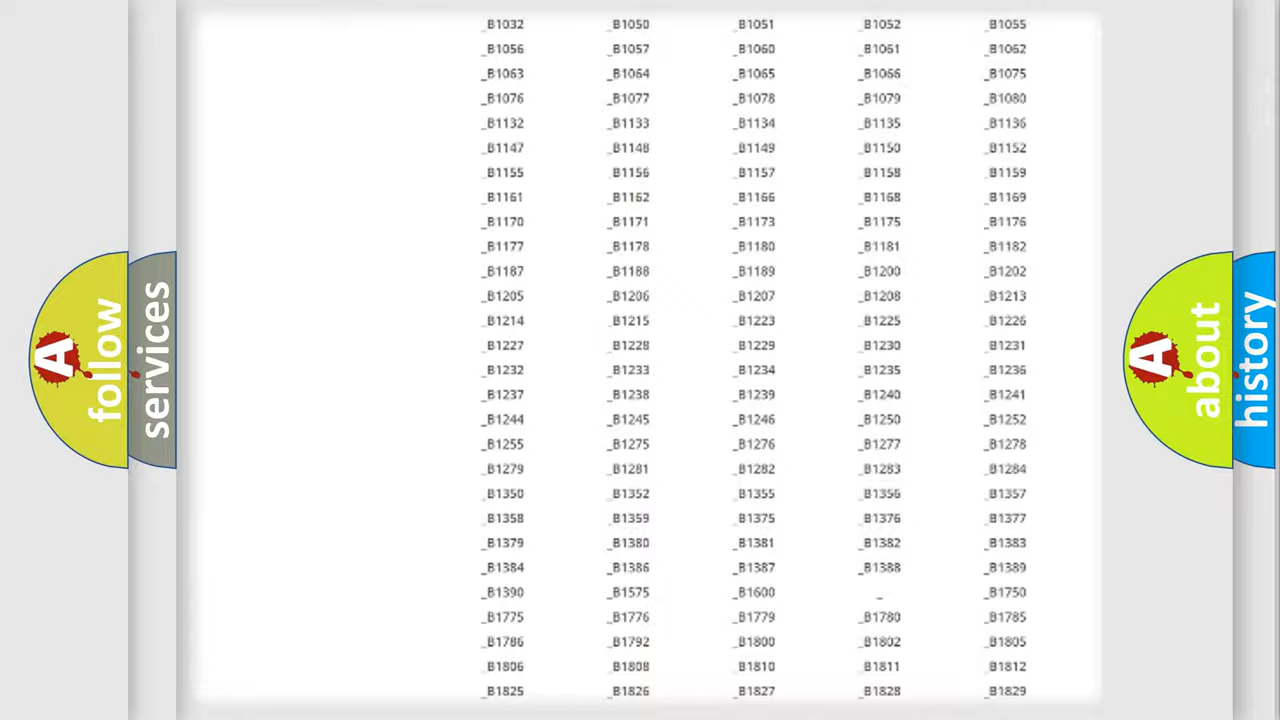 _B1032 _B1050 _B1051 _B1052 _B1055
_B1056 _B1057 _B1060 _B1061 _B1062
_B1063 _B1064 _B1065 _B1066 _B1075
_B1076 _B1077 _B1078 _B1079 _B1080
_B1132 _B1133 _B1134 _B1135 _B1136
_B1147 _B1148 _B1149 _B1150 _B1152
_B1155 _B1156 _B1157 _B1158 _B1159
_B1161 _B1162 _B1166 _B1168 _B1169
_B1170 _B1171 _B1173 _B1175 _B1176
_B1177 _B1178 _B1180 _B1181 _B1182
_B1187 _B1188 _B1189 _B1200 _B1202
_B1205 _B1206 _B1207 _B1208 _B1213
_B1214 _B1215 _B1223 _B1225 _B1226
_B1227 _B1228 _B1229 _B1230 _B1231
_B1232 _B1233 _B1234 _B1235 _B1236
_B1237 _B1238 _B1239 _B1240 _B1241
_B1244 _B1245 _B1246 _B1250 _B1252
_B1255 _B1275 _B1276 _B1277 _B1278
_B1279 _B1281 _B1282 _B1283 _B1284
_B1350 _B1352 _B1355 _B1356 _B1357
_B1358 _B1359 _B1375 _B1376 _B1377
_B1379 _B1380 _B1381 _B1382 _B1383
_B1384 _B1386 _B1387 _B1388 _B1389
_B1390 _B1575 _B1600 _ _B1750
_B1775 _B1776 _B1779 _B1780 _B1785
_B1786 _B1792 _B1800 _B1802 _B1805
_B1806 _B1808 _B1810 _B1811 _B1812
_B1825 _B1826 _B1827 _B1828 _B1829
A follow
services
A about
history